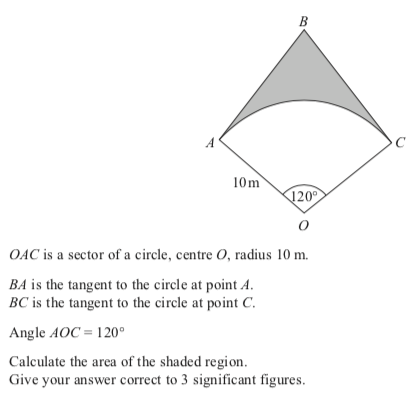 B
A
C
10 m
120°
O
OAC is a sector of a circle, centre O, radius 10 m.
BA is the tangent to the circle at point A.
BC is the tangent to the circle at point C.
Angle AOC = 120°
Calculate the area of the shaded region.
Give your answer correct to 3 significant figures.